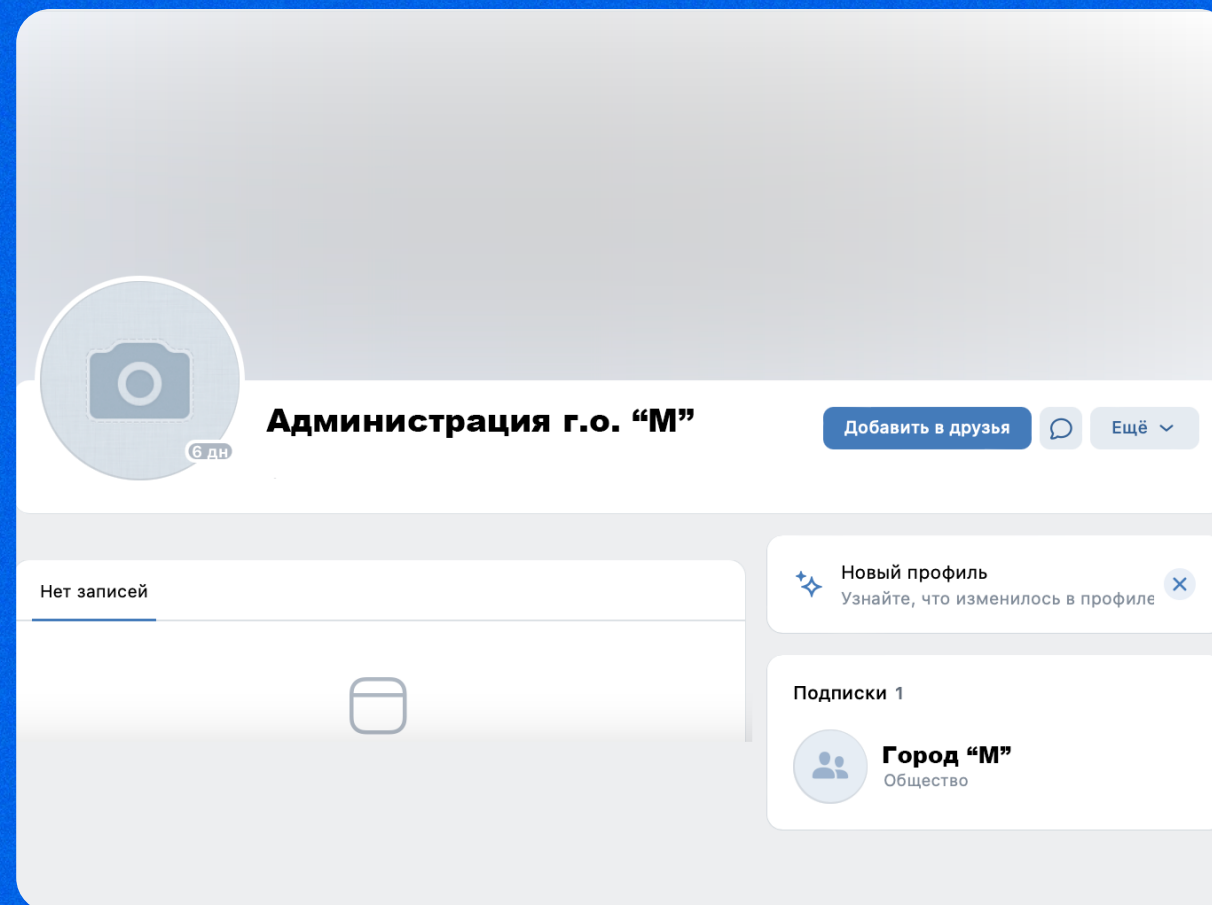 Администрация г.о. “М”
6 дн
Добавить в друзья
Ещё
Нет записей
Новый профиль
Узнайте, что изменилось в профиле
Подписки 1
Город “М”
Общество